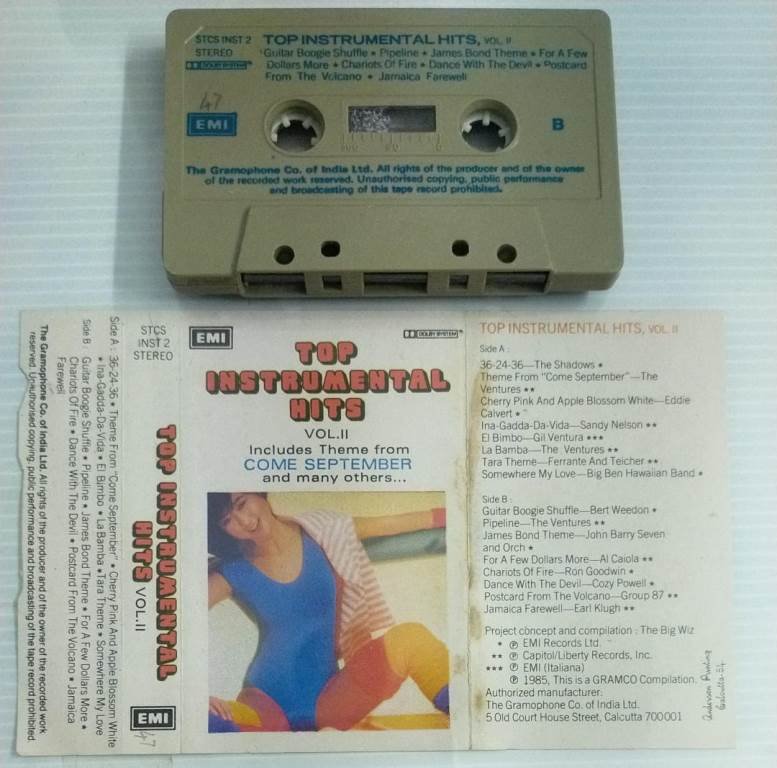 STCS INST 2
STEREO
DOLBY SYSTEM
TOP INSTRUMENTAL HITS, VOL. II
Guitar Boogie Shuffle • Pipeline • James Bond Theme • For A Few
Dollars More • Chariots Of Fire • Dance With The Devil • Postcard
From The Volcano • Jamaica Farewell
47
EMI
B
The Gramophone Co. of India Ltd. All rights of the producer and of the owner
of the recorded work reserved. Unauthorised copying, public performance
and broadcasting of this tape record prohibited.
Side A : 36-24-36 • Theme From "Come September" • Cherry Pink And Apple Blossom White
• Ina-Gadda-Da-Vida • El Bimbo • La Bamba • Tara Theme • Somewhere My Love
Side B : Guitar Boogie Shuffle • Pipeline • James Bond Theme • For A Few Dollars More •
Chariots Of Fire • Dance With The Devil • Postcard From The Volcano • Jamaica
Farewell
The Gramophone Co. of India Ltd. All rights of the producer and of the owner of the recorded work
reserved. Unauthorised copying, public performance and broadcasting of the tape record prohibited.
STCS
INST 2
STEREO
TOP INSTRUMENTAL
HITS VOL. II
EMI
47
EMI
DOLBY SYSTEM
TOP
INSTRUMENTAL
HITS
VOL.II
Includes Theme from
COME SEPTEMBER
and many others...
TOP INSTRUMENTAL HITS, VOL. II
Side A :
36-24-36—The Shadows *
Theme From "Come September"—The
Ventures **
Cherry Pink And Apple Blossom White—Eddie
Calvert *
Ina-Gadda-Da-Vida—Sandy Nelson **
El Bimbo—Gil Ventura ***
La Bamba—The Ventures **
Tara Theme—Ferrante And Teicher **
Somewhere My Love—Big Ben Hawaiian Band *
Side B :
Guitar Boogie Shuffle—Bert Weedon *
Pipeline—The Ventures **
James Bond Theme—John Barry Seven
and Orch *
For A Few Dollars More—Al Caiola **
Chariots Of Fire—Ron Goodwin *
Dance With The Devil—Cozy Powell *
Postcard From The Volcano—Group 87 **
Jamaica Farewell—Earl Klugh **
Project concept and compilation : The Big Wiz
* ℗ EMI Records Ltd.
** ℗ Capitol/Liberty Records, Inc.
*** ℗ EMI (Italiana)
℗ 1985, This is a GRAMCO Compilation.
Authorized manufacturer:
The Gramophone Co. of India Ltd.
5 Old Court House Street, Calcutta 700001
Anderson Printing
Calcutta-54